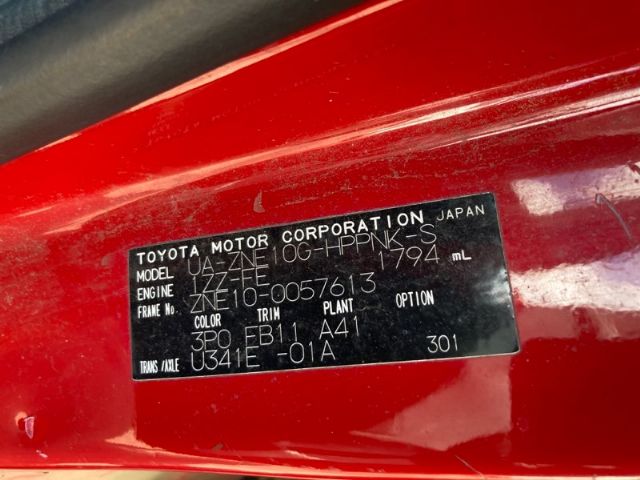 TOYOTA MOTOR CORPORATION JAPAN
MODEL UA-ZNE10G-HPPNK-S
ENGINE 1ZZ-FE 1794 mL
FRAME No. ZNE10-0057613
COLOR TRIM PLANT OPTION
3P0 FB11 A41
TRANS/AXLE U341E -01A 301